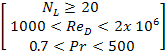 N_L ≥ 20
1000 < Re_D < 2x 10^6
0.7 < Pr < 500